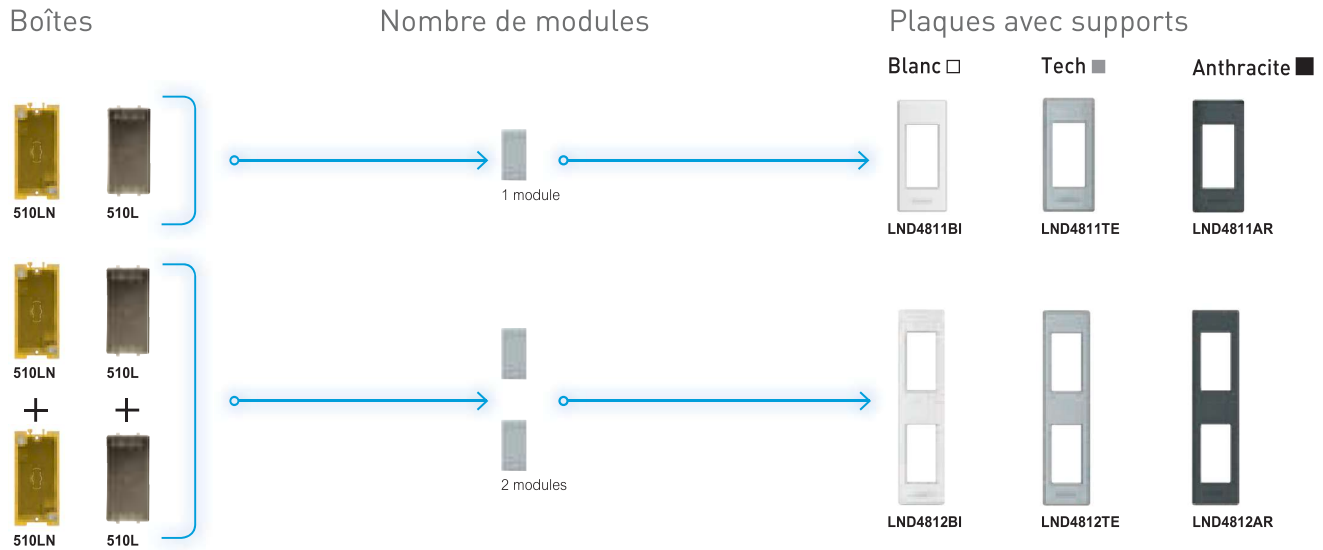 Boîtes
Nombre de modules
Plaques avec supports
Blanc
Tech
Anthracite
510LN
510L
1 module
LND4811BI
LND4811TE
LND4811AR
510LN
510L
+
+
510LN
510L
2 modules
LND4812BI
LND4812TE
LND4812AR